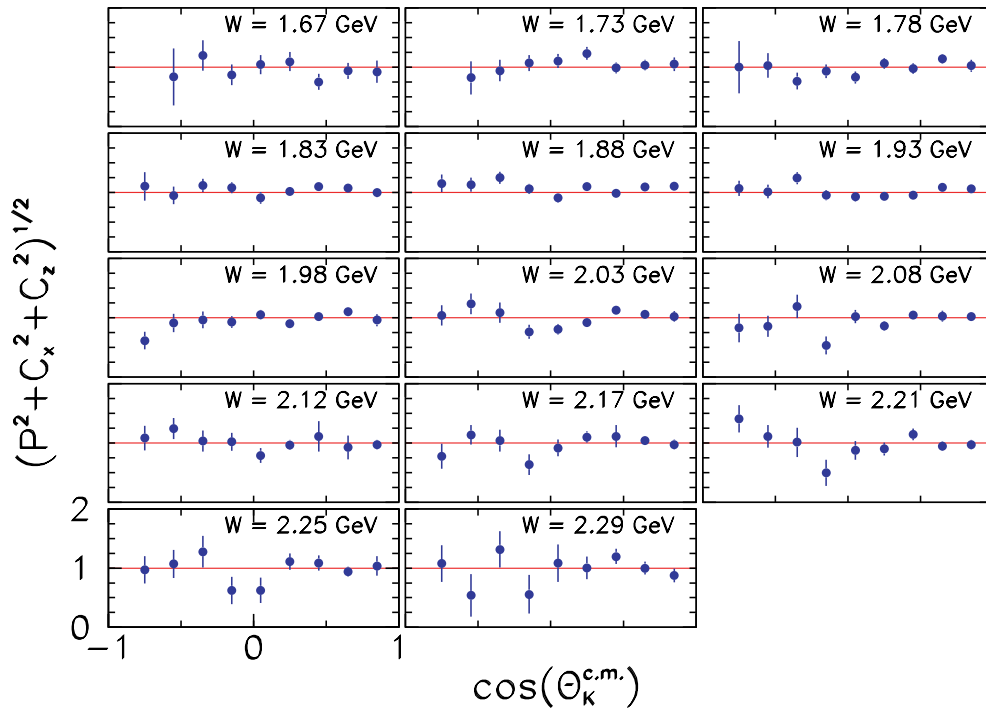 W = 1.67 GeV
W = 1.73 GeV
W = 1.78 GeV
W = 1.83 GeV
W = 1.88 GeV
W = 1.93 GeV
W = 1.98 GeV
W = 2.03 GeV
W = 2.08 GeV
W = 2.12 GeV
W = 2.17 GeV
W = 2.21 GeV
W = 2.25 GeV
W = 2.29 GeV
(P²+Cₓ²+C_z²)^1/2
2
1
0
−1 0 1
cos(Θ_K^c.m.)